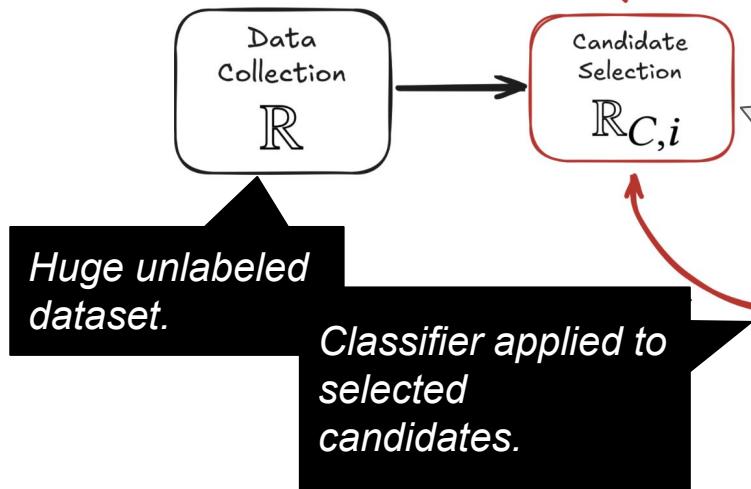 Data
Collection
ℝ
Candidate
Selection
ℝ_{C,i}
Huge unlabeled
dataset.
Classifier applied to
selected
candidates.